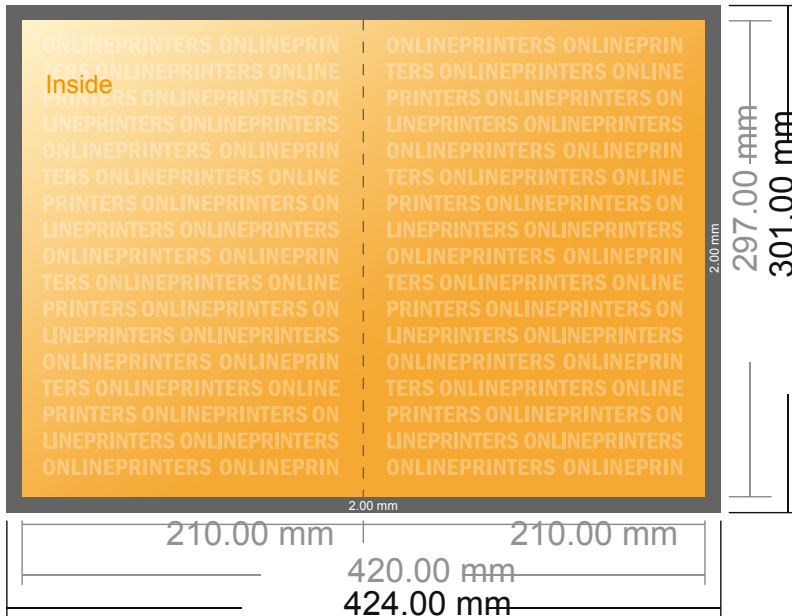 ONLINEPRINTERS ONLINEPRIN
TERS ONLINEPRINTERS ONLINE
Inside
PRINTERS ONLINEPRINTERS ON
LINEPRINTERS ONLINEPRINTERS
ONLINEPRINTERS ONLINEPRIN
TERS ONLINEPRINTERS ONLINE
PRINTERS ONLINEPRINTERS ON
LINEPRINTERS ONLINEPRINTERS
ONLINEPRINTERS ONLINEPRIN
TERS ONLINEPRINTERS ONLINE
PRINTERS ONLINEPRINTERS ON
LINEPRINTERS ONLINEPRINTERS
ONLINEPRINTERS ONLINEPRIN
TERS ONLINEPRINTERS ONLINE
PRINTERS ONLINEPRINTERS ON
LINEPRINTERS ONLINEPRINTERS
ONLINEPRINTERS ONLINEPRIN
ONLINEPRINTERS ONLINEPRIN
TERS ONLINEPRINTERS ONLINE
PRINTERS ONLINEPRINTERS ON
LINEPRINTERS ONLINEPRINTERS
ONLINEPRINTERS ONLINEPRIN
TERS ONLINEPRINTERS ONLINE
PRINTERS ONLINEPRINTERS ON
LINEPRINTERS ONLINEPRINTERS
ONLINEPRINTERS ONLINEPRIN
TERS ONLINEPRINTERS ONLINE
PRINTERS ONLINEPRINTERS ON
LINEPRINTERS ONLINEPRINTERS
ONLINEPRINTERS ONLINEPRIN
TERS ONLINEPRINTERS ONLINE
PRINTERS ONLINEPRINTERS ON
LINEPRINTERS ONLINEPRINTERS
ONLINEPRINTERS ONLINEPRIN
2.00 mm
297.00 mm
301.00 mm
2.00 mm
210.00 mm
210.00 mm
420.00 mm
424.00 mm